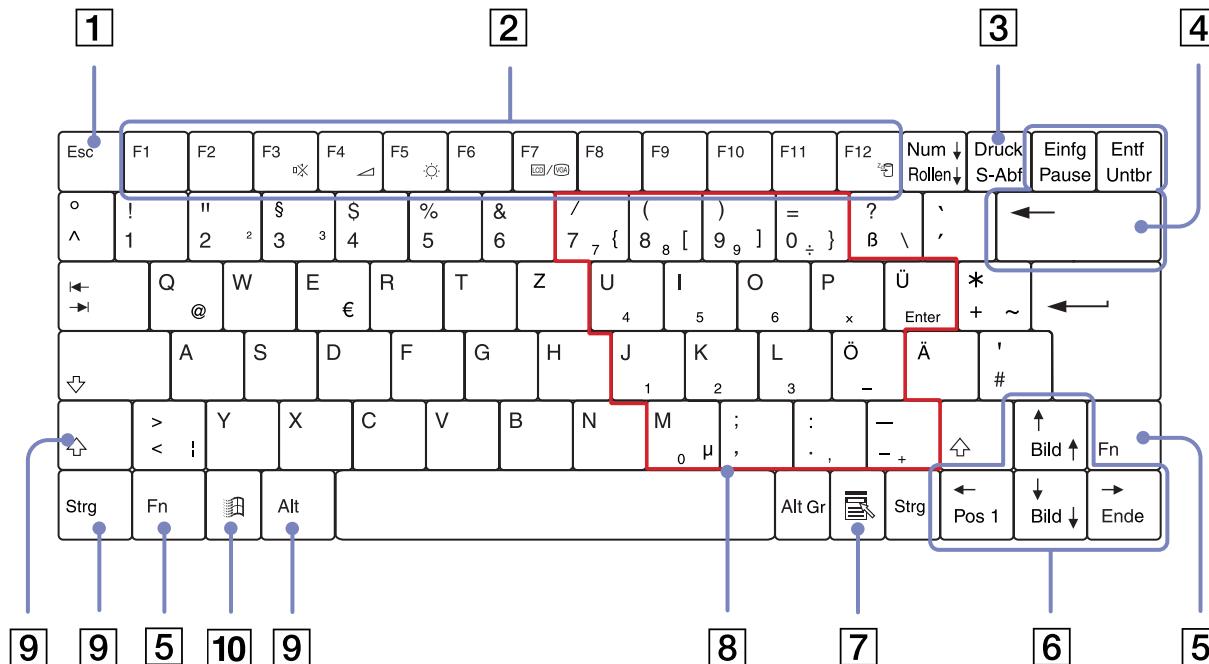 1 2 3 4
Esc F1 F2 F3 F4 F5 F6 F7 LCD / VGA F8 F9 F10 F11 F12 Num ↓ Druck Einfg Entf
Rollen ↓ S-Abf Pause Untbr
° ! " § $ % & / ( ) = ? `
^ 1 2 ² 3 ³ 4 5 6 7 7 { 8 8 [ 9 9 ] 0 ÷ } ß \ ´ ←
Q W E R T Z U I O P Ü *
@ € 4 5 6 × Enter + ~
A S D F G H J K L Ö Ä '
1 2 3 – #
> Y X C V B N M ; : — ↑
< ¦ 0 µ , . , – + Bild ↑ Fn
Strg Fn Alt Alt Gr Strg ← ↓ →
Pos 1 Bild ↓ Ende
9 9 5 10 9 8 7 6 5